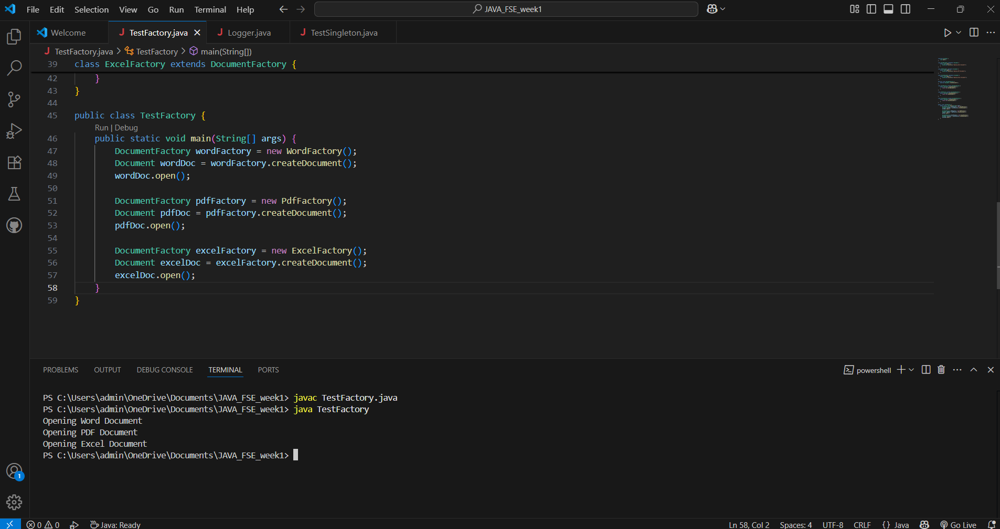 File Edit Selection View Go Run Terminal Help JAVA_FSE_week1
Welcome TestFactory.java Logger.java TestSingleton.java
TestFactory.java > TestFactory > main(String[])
39 class ExcelFactory extends DocumentFactory {
42 }
43 }
44
45 public class TestFactory {
Run | Debug
46 public static void main(String[] args) {
47 DocumentFactory wordFactory = new WordFactory();
48 Document wordDoc = wordFactory.createDocument();
49 wordDoc.open();
50
51 DocumentFactory pdfFactory = new PdfFactory();
52 Document pdfDoc = pdfFactory.createDocument();
53 pdfDoc.open();
54
55 DocumentFactory excelFactory = new ExcelFactory();
56 Document excelDoc = excelFactory.createDocument();
57 excelDoc.open();
58 }
59 }
PROBLEMS OUTPUT DEBUG CONSOLE TERMINAL PORTS powershell
PS C:\Users\admin\OneDrive\Documents\JAVA_FSE_week1> javac TestFactory.java
PS C:\Users\admin\OneDrive\Documents\JAVA_FSE_week1> java TestFactory
Opening Word Document
Opening PDF Document
Opening Excel Document
PS C:\Users\admin\OneDrive\Documents\JAVA_FSE_week1>
1
0 0 Java: Ready Ln 58, Col 2 Spaces: 4 UTF-8 CRLF {} Java Go Live